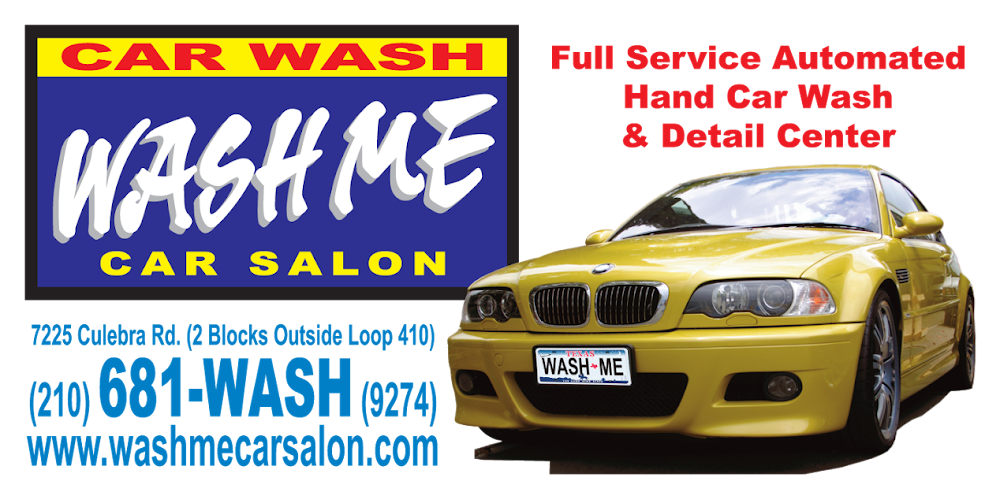 CAR WASH
WASH ME
CAR SALON
Full Service Automated
Hand Car Wash
& Detail Center
7225 Culebra Rd. (2 Blocks Outside Loop 410)
(210) 681-WASH (9274)
www.washmecarsalon.com
TEXAS
WASH ME